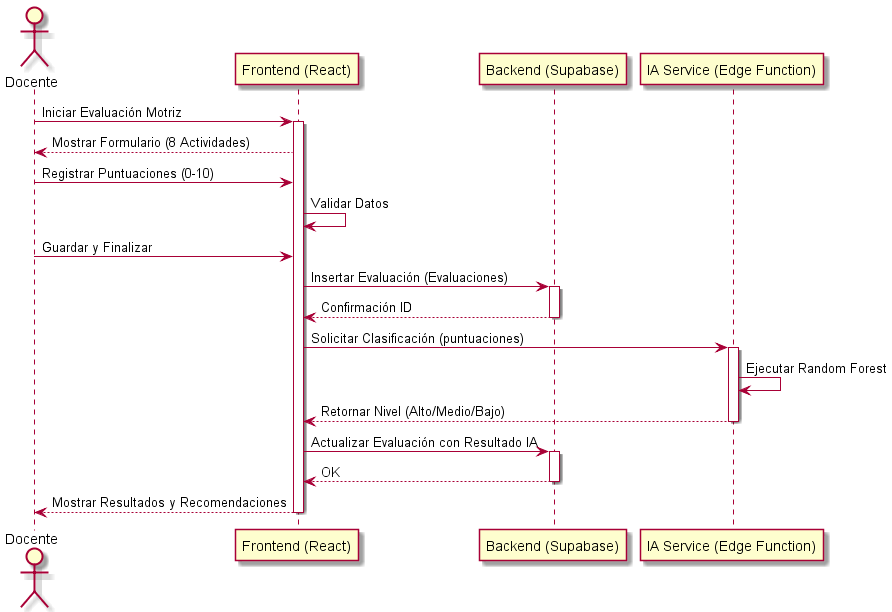 Docente
Frontend (React)
Backend (Supabase)
IA Service (Edge Function)
Iniciar Evaluación Motriz
Mostrar Formulario (8 Actividades)
Registrar Puntuaciones (0-10)
Validar Datos
Guardar y Finalizar
Insertar Evaluación (Evaluaciones)
Confirmación ID
Solicitar Clasificación (puntuaciones)
Ejecutar Random Forest
Retornar Nivel (Alto/Medio/Bajo)
Actualizar Evaluación con Resultado IA
OK
Mostrar Resultados y Recomendaciones
Docente
Frontend (React)
Backend (Supabase)
IA Service (Edge Function)